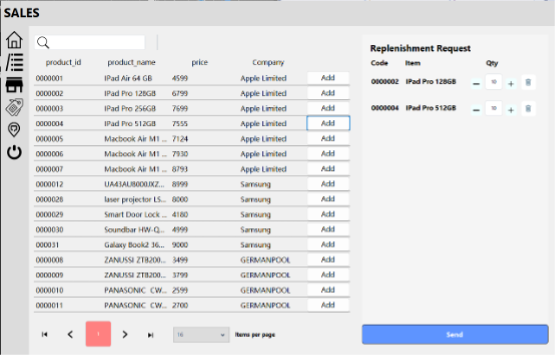 SALES
product_id product_name price Company
0000001 IPad Air 64 GB 4599 Apple Limited Add
0000002 IPad Pro 128GB 6799 Apple Limited Add
0000003 IPad Pro 256GB 7699 Apple Limited Add
0000004 IPad Pro 512GB 7555 Apple Limited Add
0000005 Macbook Air M1 ... 7124 Apple Limited Add
0000006 Macbook Air M1 ... 7930 Apple Limited Add
0000007 Macbook Air M1 ... 8793 Apple Limited Add
0000012 8999 Samsung Add
0000028 laser projector LS... 8000 Samsung Add
0000029 Smart Door Lock ... 4180 Samsung Add
0000030 Soundbar HW-Q... 4999 Samsung Add
000031 Galaxy Book2 36... 9000 Samsung Add
0000008 ZANUSSI ZTB200... 3499 GERMANPOOL Add
0000009 ZANUSSI ZTB200... 3799 GERMANPOOL Add
0000010 PANASONIC CW... 2599 GERMANPOOL Add
0000011 PANASONIC CW... 2700 GERMANPOOL Add
1 16 Items per page
Replenishment Request
Code Item Qty
0000002 IPad Pro 128GB − 10 +
0000004 IPad Pro 512GB − 10 +
Send